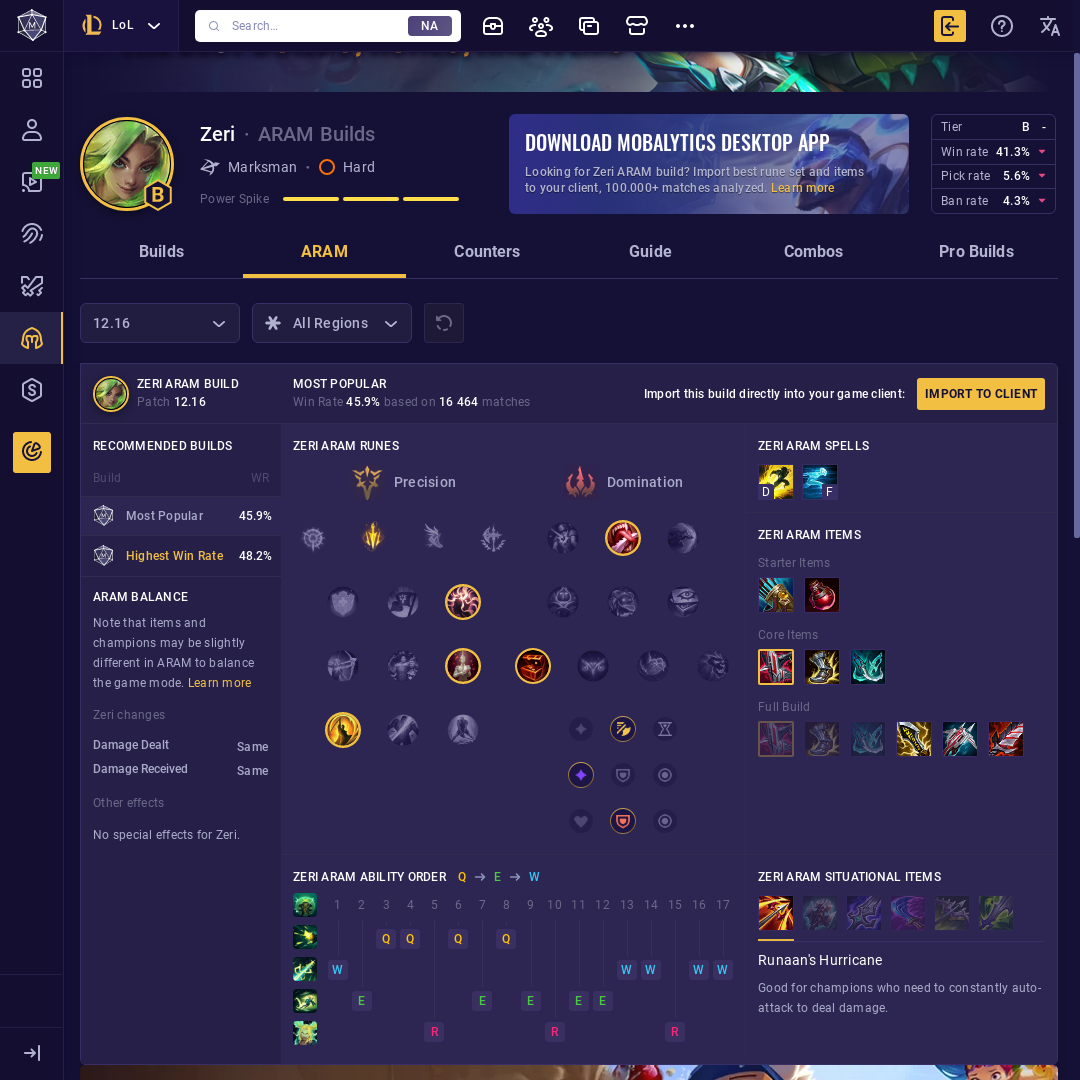 LoL
Search...
NA
NEW
Zeri · ARAM Builds
Marksman · Hard
Power Spike
B
DOWNLOAD MOBALYTICS DESKTOP APP
Looking for Zeri ARAM build? Import best rune set and items
to your client, 100.000+ matches analyzed. Learn more
Tier B -
Win rate 41.3%
Pick rate 5.6%
Ban rate 4.3%
Builds ARAM Counters Guide Combos Pro Builds
12.16
All Regions
ZERI ARAM BUILD
Patch 12.16
MOST POPULAR
Win Rate 45.9% based on 16 464 matches
Import this build directly into your game client:
IMPORT TO CLIENT
RECOMMENDED BUILDS
Build WR
Most Popular 45.9%
Highest Win Rate 48.2%
ARAM BALANCE
Note that items and
champions may be slightly
different in ARAM to balance
the game mode. Learn more
Zeri changes
Damage Dealt Same
Damage Received Same
Other effects
No special effects for Zeri.
ZERI ARAM RUNES
Precision
Domination
ZERI ARAM SPELLS
D F
ZERI ARAM ITEMS
Starter Items
Core Items
Full Build
ZERI ARAM ABILITY ORDER Q → E → W
1 2 3 4 5 6 7 8 9 10 11 12 13 14 15 16 17
Q Q Q Q
W W W W W
E E E E E
R R R
ZERI ARAM SITUATIONAL ITEMS
Runaan's Hurricane
Good for champions who need to constantly auto-
attack to deal damage.